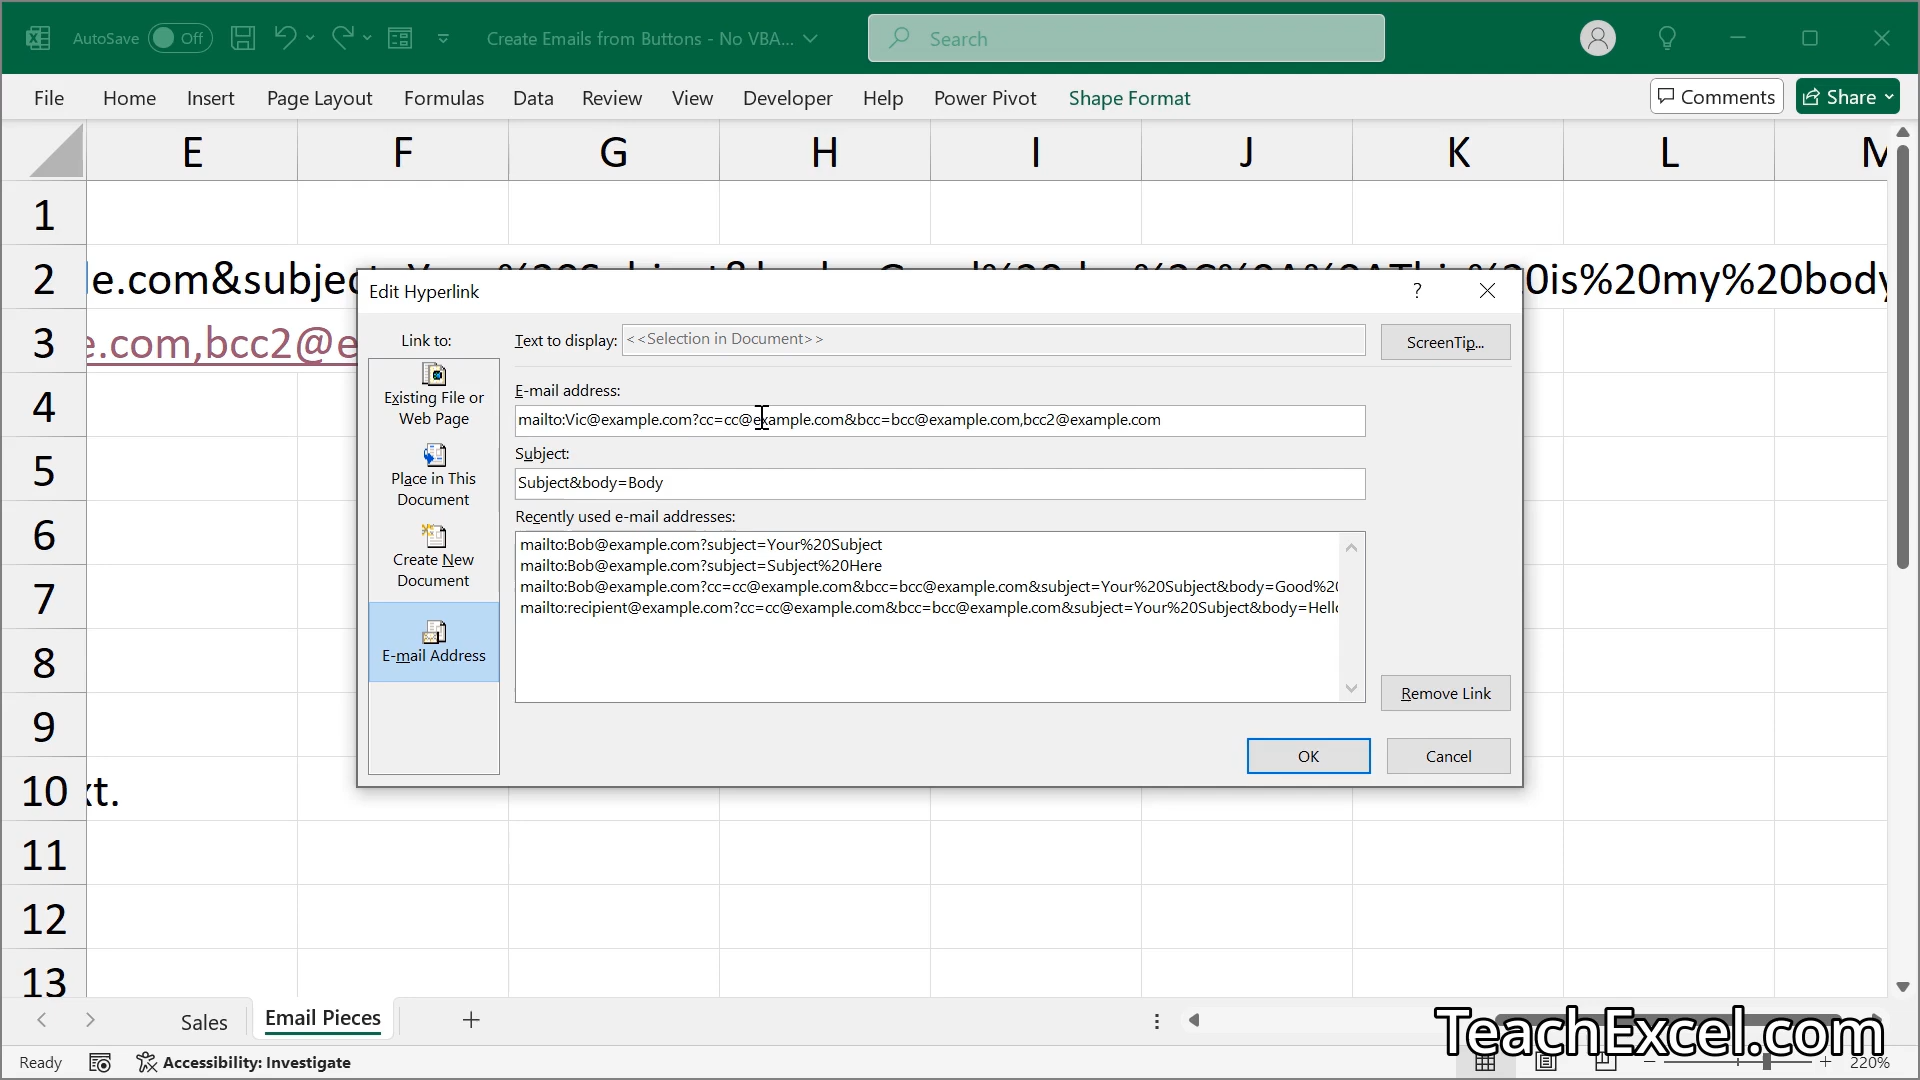 AutoSave Off Create Emails from Buttons - No VBA... Search
File Home Insert Page Layout Formulas Data Review View Developer Help Power Pivot Shape Format Comments Share
E F G H I J K L M
1
2 le.com&subject
0is%20my%20body
3 e.com,bcc2@e
4
5
6
7
8
9
10 xt.
11
12
13
Edit Hyperlink ?
Link to:
Text to display: <<Selection in Document>> ScreenTip...
Existing File or
Web Page
Place in This
Document
Create New
Document
E-mail Address
E-mail address:
mailto:Vic@example.com?cc=cc@example.com&bcc=bcc@example.com,bcc2@example.com
Subject:
Subject&body=Body
Recently used e-mail addresses:
mailto:Bob@example.com?subject=Your%20Subject
mailto:Bob@example.com?subject=Subject%20Here
mailto:Bob@example.com?cc=cc@example.com&bcc=bcc@example.com&subject=Your%20Subject&body=Good%20
mailto:recipient@example.com?cc=cc@example.com&bcc=bcc@example.com&subject=Your%20Subject&body=Hello
Remove Link
OK Cancel
Sales Email Pieces
TeachExcel.com
Ready Accessibility: Investigate 220%